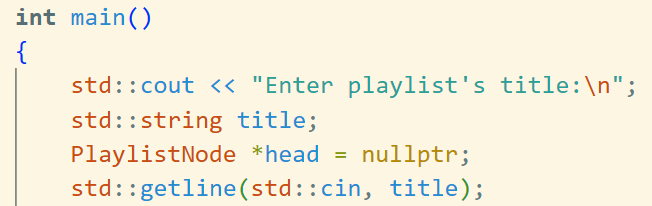 int main()
{
    std::cout << "Enter playlist's title:\n";
    std::string title;
    PlaylistNode *head = nullptr;
    std::getline(std::cin, title);